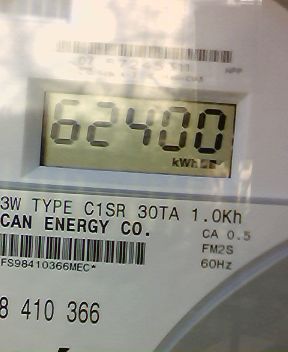 62400
kWh
3W TYPE C1SR 30TA 1.0Kh
CAN ENERGY CO.
CA 0.5
FM2S
60Hz
FS98410366MEC*
8 410 366